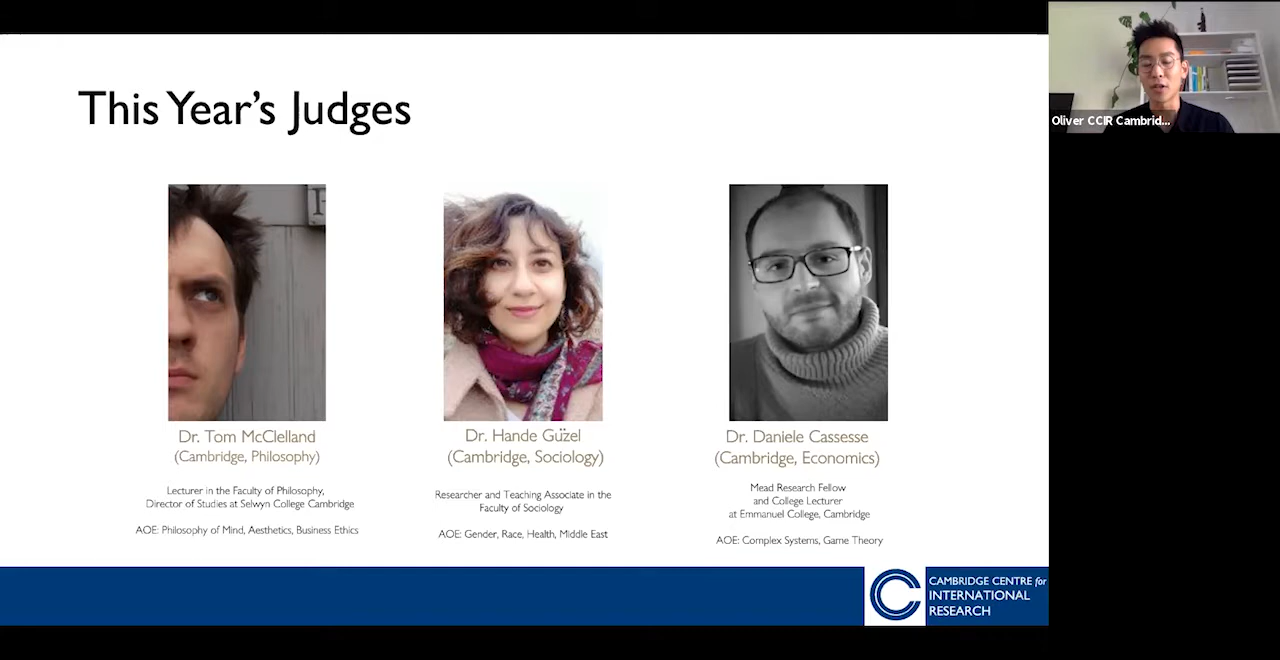 This Year's Judges
Oliver CCIR Cambrid...
Dr. Tom McClelland
(Cambridge, Philosophy)
Lecturer in the Faculty of Philosophy,
Director of Studies at Selwyn College Cambridge
AOE: Philosophy of Mind, Aesthetics, Business Ethics
Dr. Hande Güzel
(Cambridge, Sociology)
Researcher and Teaching Associate in the
Faculty of Sociology
AOE: Gender, Race, Health, Middle East
Dr. Daniele Cassesse
(Cambridge, Economics)
Mead Research Fellow
and College Lecturer
at Emmanuel College, Cambridge
AOE: Complex Systems, Game Theory
CAMBRIDGE CENTRE for
INTERNATIONAL
RESEARCH